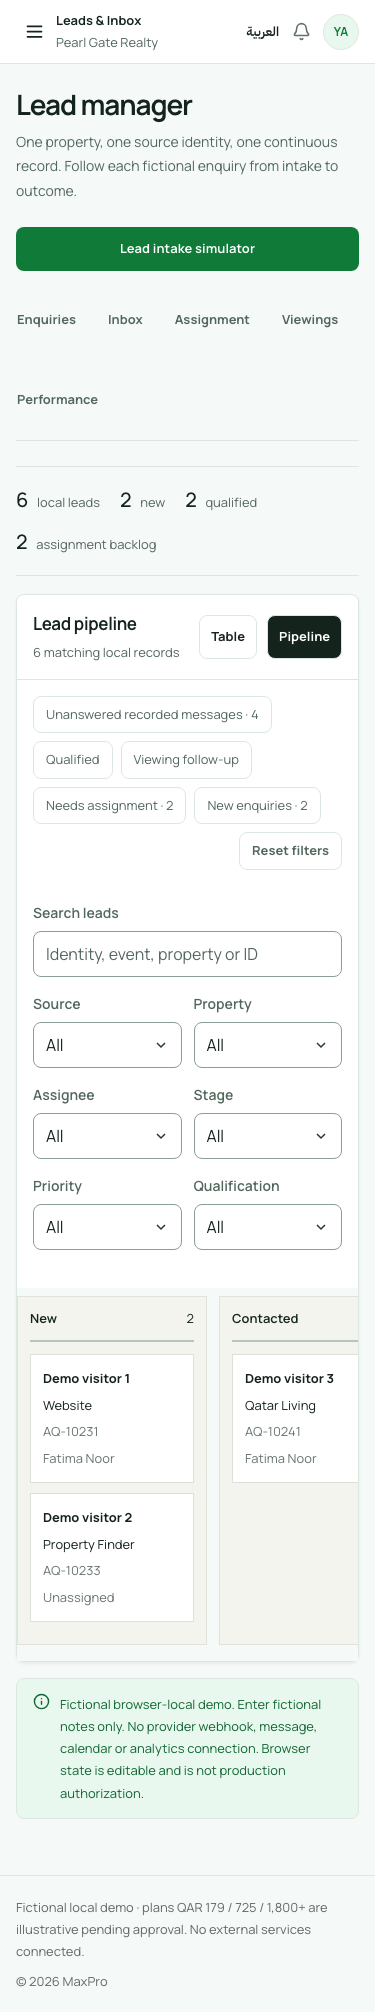 Leads & Inbox
Pearl Gate Realty
العربية
YA
Lead manager
One property, one source identity, one continuous
record. Follow each fictional enquiry from intake to
outcome.
Lead intake simulator
Enquiries Inbox Assignment Viewings
Performance
6 local leads 2 new 2 qualified
2 assignment backlog
Lead pipeline
6 matching local records
Table Pipeline
Unanswered recorded messages · 4
Qualified Viewing follow-up
Needs assignment · 2 New enquiries · 2
Reset filters
Search leads
Identity, event, property or ID
Source Property
All All
Assignee Stage
All All
Priority Qualification
All All
New 2
Demo visitor 1
Website
AQ-10231
Fatima Noor
Demo visitor 2
Property Finder
AQ-10233
Unassigned
Contacted
Demo visitor 3
Qatar Living
AQ-10241
Fatima Noor
Fictional browser-local demo. Enter fictional
notes only. No provider webhook, message,
calendar or analytics connection. Browser
state is editable and is not production
authorization.
Fictional local demo · plans QAR 179 / 725 / 1,800+ are
illustrative pending approval. No external services
connected.
© 2026 MaxPro